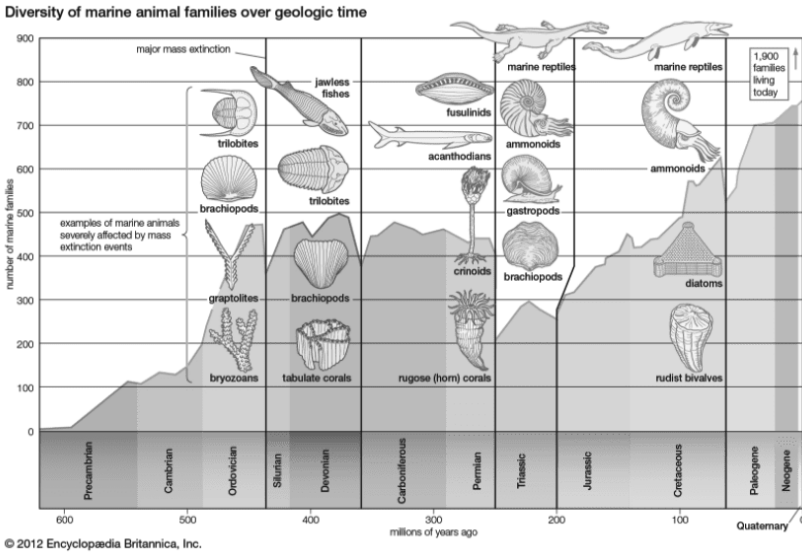 Diversity of marine animal families over geologic time
900
800
700
600
500
400
300
200
100
0
number of marine families
major mass extinction
examples of marine animals
severely affected by mass
extinction events
trilobites
brachiopods
graptolites
bryozoans
jawless
fishes
trilobites
brachiopods
tabulate corals
fusulinids
acanthodians
crinoids
rugose (horn) corals
marine reptiles
ammonoids
gastropods
brachiopods
marine reptiles
ammonoids
diatoms
rudist bivalves
1,900
families
living
today
Precambrian
Cambrian
Ordovician
Silurian
Devonian
Carboniferous
Permian
Triassic
Jurassic
Cretaceous
Paleogene
Neogene
Quaternary
600
500
400
300
200
100
0
millions of years ago
© 2012 Encyclopædia Britannica, Inc.